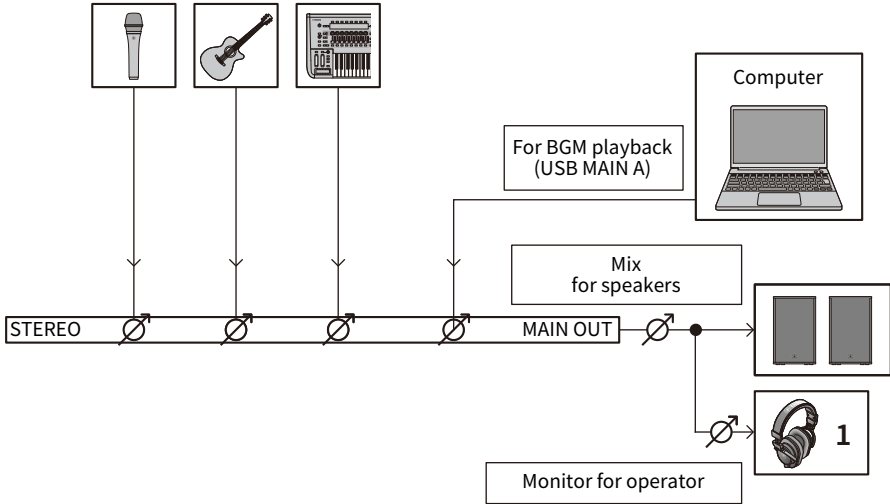 Computer
For BGM playback
(USB MAIN A)
Mix
for speakers
STEREO
MAIN OUT
1
Monitor for operator